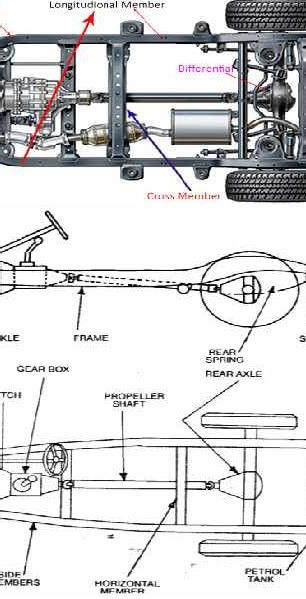 Longitudional Member
Differential
Cross Member
KLE
FRAME
REAR
SPRING
S
GEAR BOX
REAR AXLE
TCH
PROPELLER
SHAFT
SIDE
EMBERS
HORIZONTAL
MEMBER
PETROL
TANK